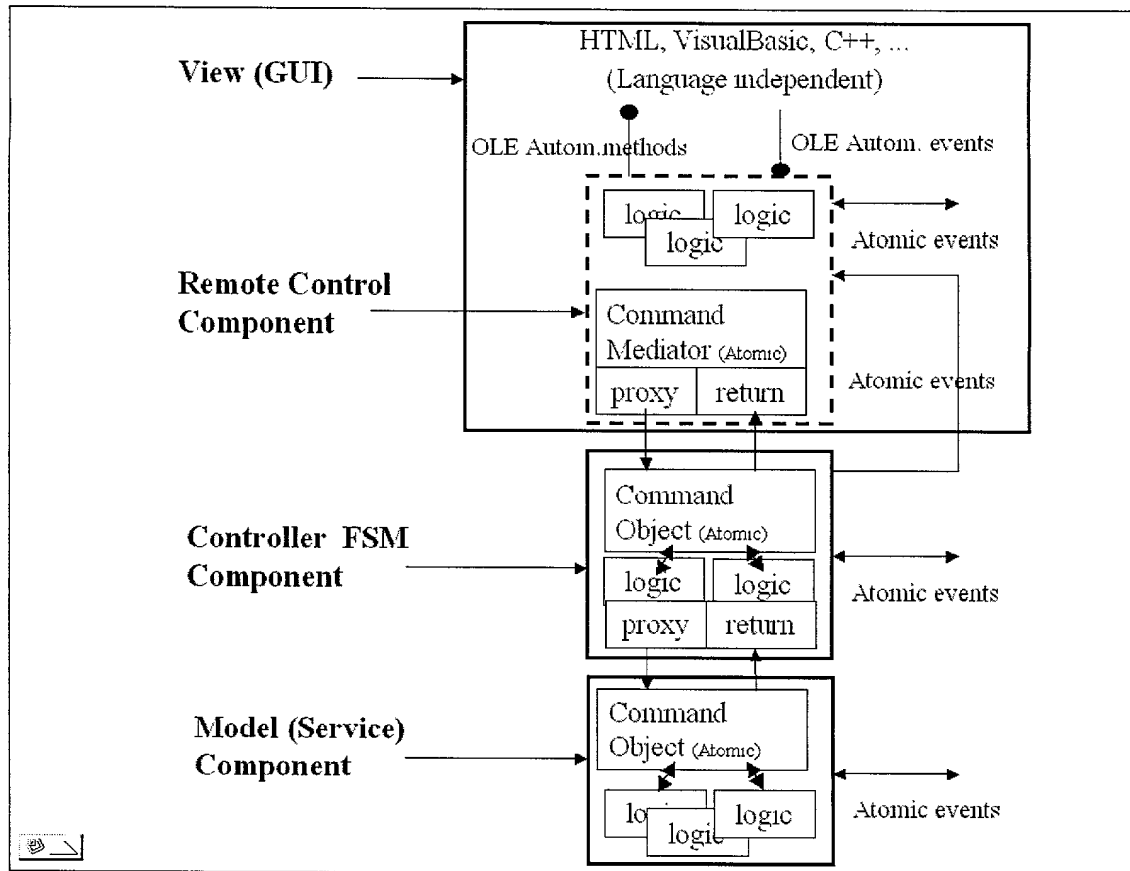 HTML, VisualBasic, C++, ...
View (GUI)
(Language independent)
OLE Autom.methods
OLE Autom. events
logic
logic
logic
Atomic events
Remote Control
Component
Command
Mediator (Atomic)
proxy
return
Atomic events
Command
Object (Atomic)
Controller FSM
Component
logic
logic
Atomic events
proxy
return
Model (Service)
Component
Command
Object (Atomic)
logic
logic
Atomic events